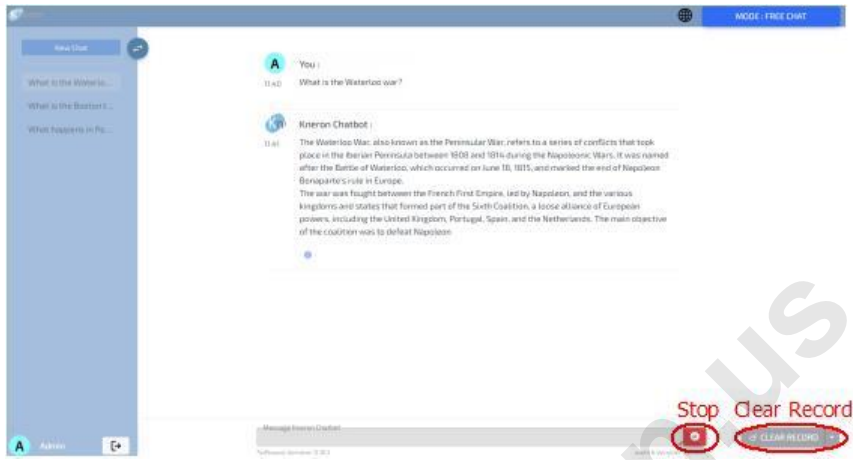 MODE : FREE CHAT
New Chat
What is the Waterlo...
What is the Boston t...
What happens in Pe...
A
You :
11:40
What is the Waterloo war?
Kneron Chatbot :
11:41
The Waterloo War, also known as the Peninsular War, refers to a series of conflicts that took
place in the Iberian Peninsula between 1808 and 1814 during the Napoleonic Wars. It was named
after the Battle of Waterloo, which occurred on June 18, 1815, and marked the end of Napoleon
Bonaparte's rule in Europe.
The war was fought between the French First Empire, led by Napoleon, and the various
kingdoms and states that formed part of the Sixth Coalition, a loose alliance of European
powers, including the United Kingdom, Portugal, Spain, and the Netherlands. The main objective
of the coalition was to defeat Napoleon
Stop Clear Record
Message Kneron Chatbot
CLEAR RECORD
A Admin